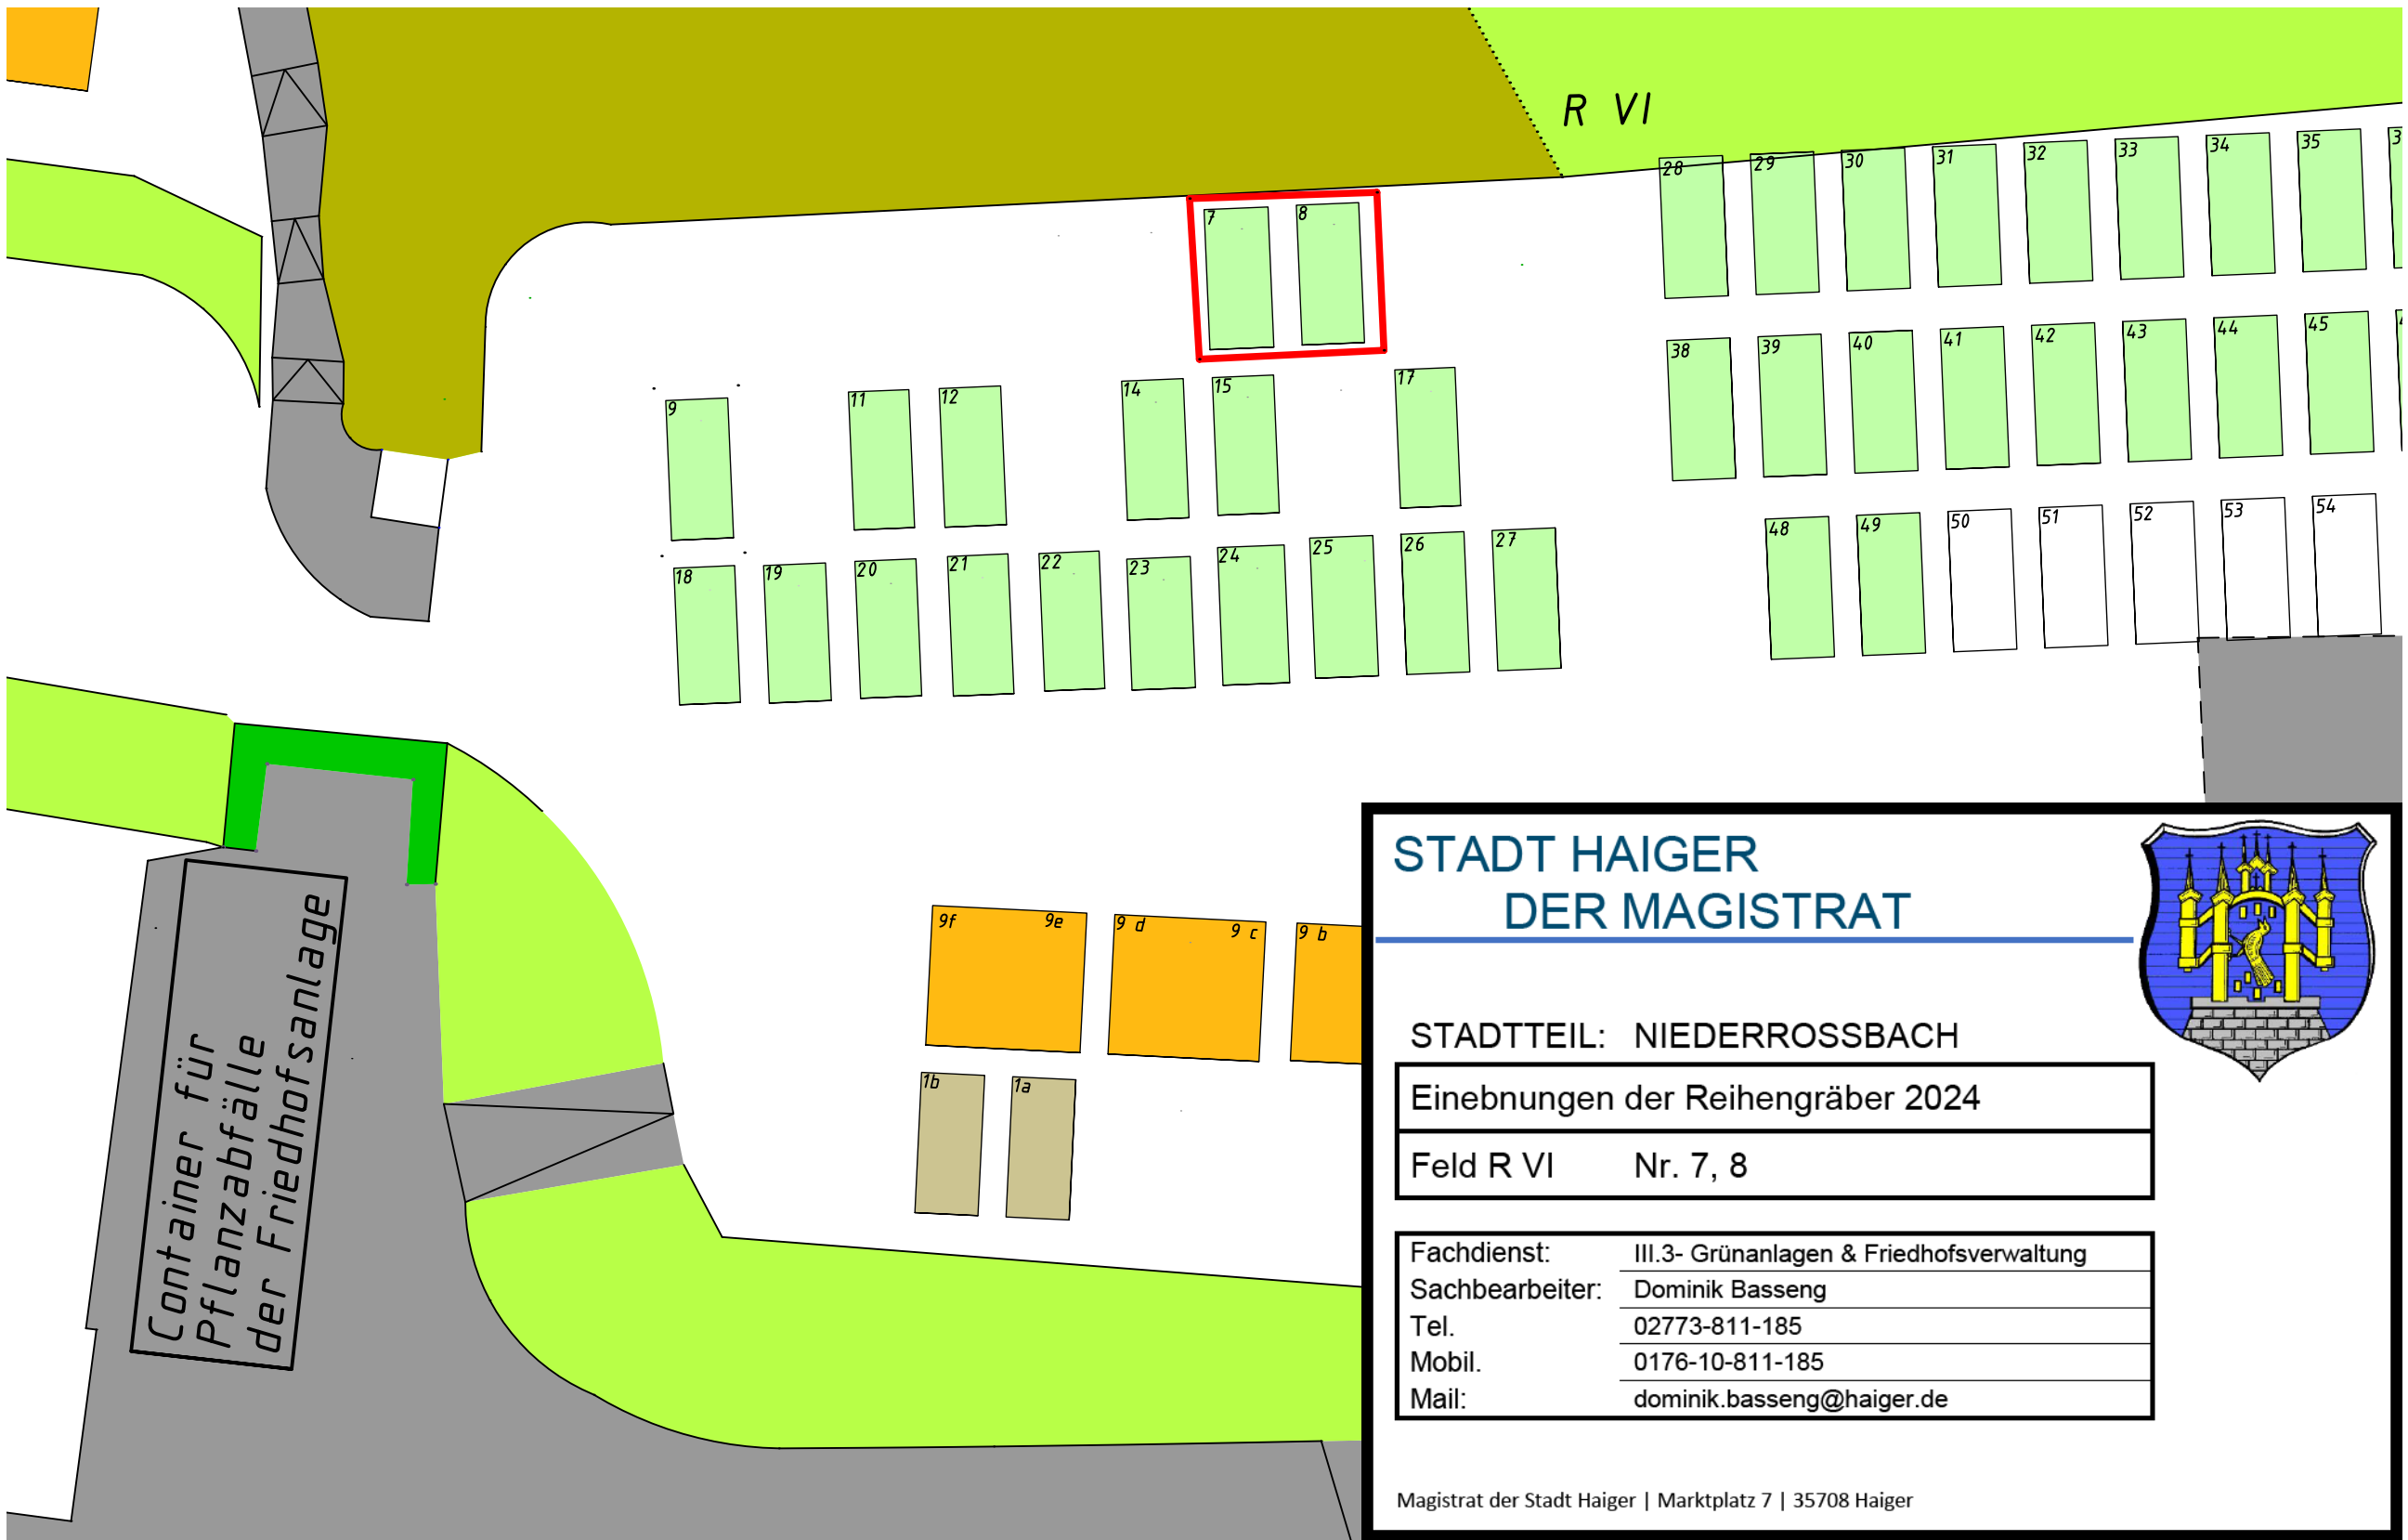 R VI
28 29 30 31 32 33 34 35
7 8
38 39 40 41 42 43 44 45
9 11 12 14 15 17
48 49 50 51 52 53 54
18 19 20 21 22 23 24 25 26 27
9f 9e 9 d 9 c 9 b
1b 1a
Container für
Pflanzabfälle
der Friedhofsanlage
STADT HAIGER
DER MAGISTRAT
STADTTEIL: NIEDERROSSBACH
Einebnungen der Reihengräber 2024
Feld R VI Nr. 7, 8
Fachdienst: III.3- Grünanlagen & Friedhofsverwaltung
Sachbearbeiter: Dominik Basseng
Tel. 02773-811-185
Mobil. 0176-10-811-185
Mail: dominik.basseng@haiger.de
Magistrat der Stadt Haiger | Marktplatz 7 | 35708 Haiger